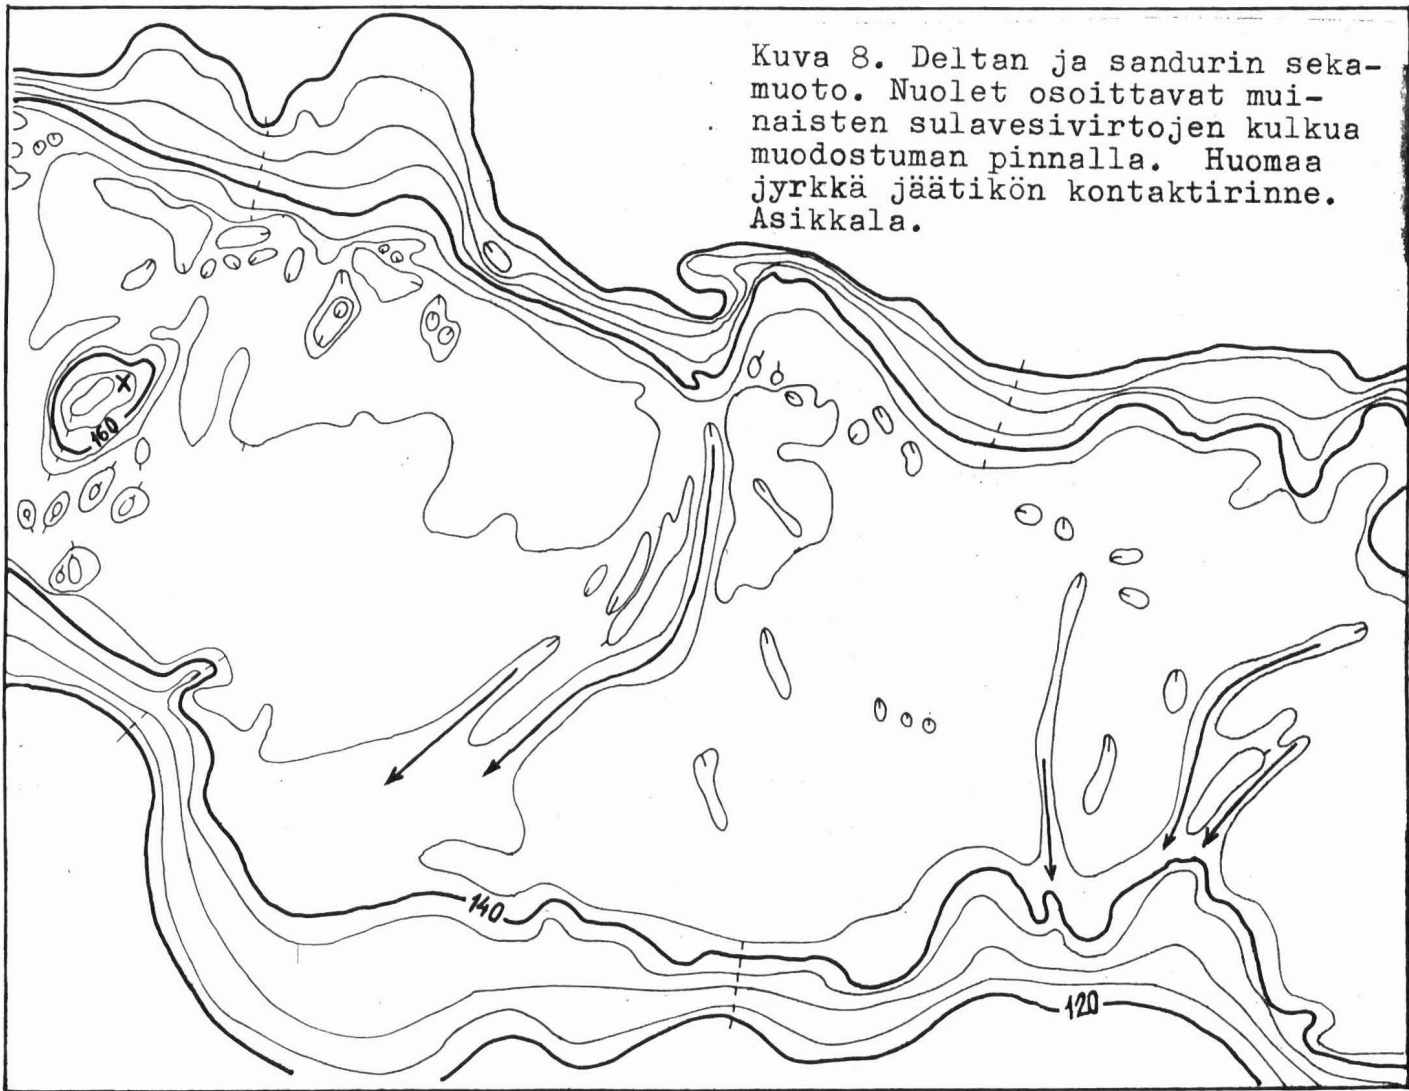 Kuva 8. Deltan ja sandurin seka-
muoto. Nuolet osoittavat mui-
naisten sulavesivirtojen kulkua
muodostuman pinnalla. Huomaa
jyrkkä jäätikön kontaktirinne.
Asikkala.
X
160
140
120